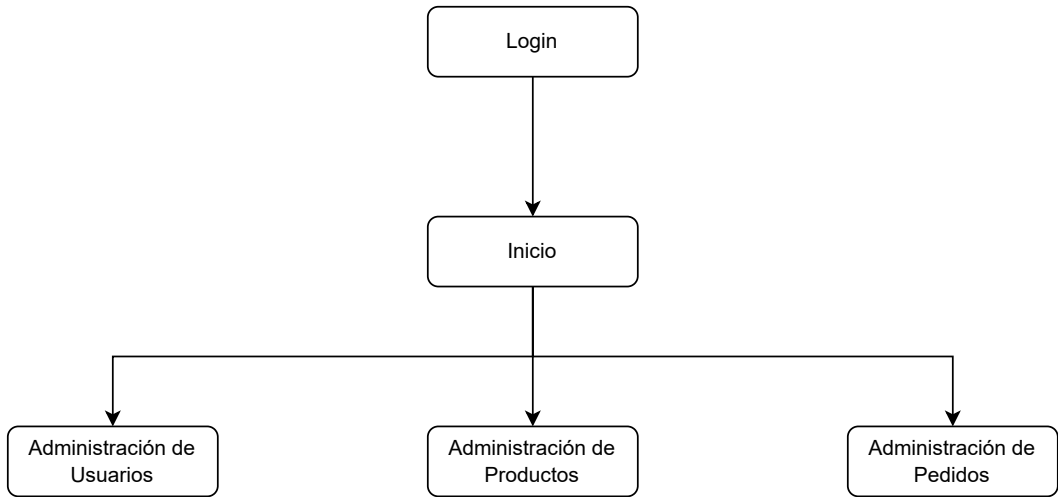 Login
Inicio
Administración de
Usuarios
Administración de
Productos
Administración de
Pedidos